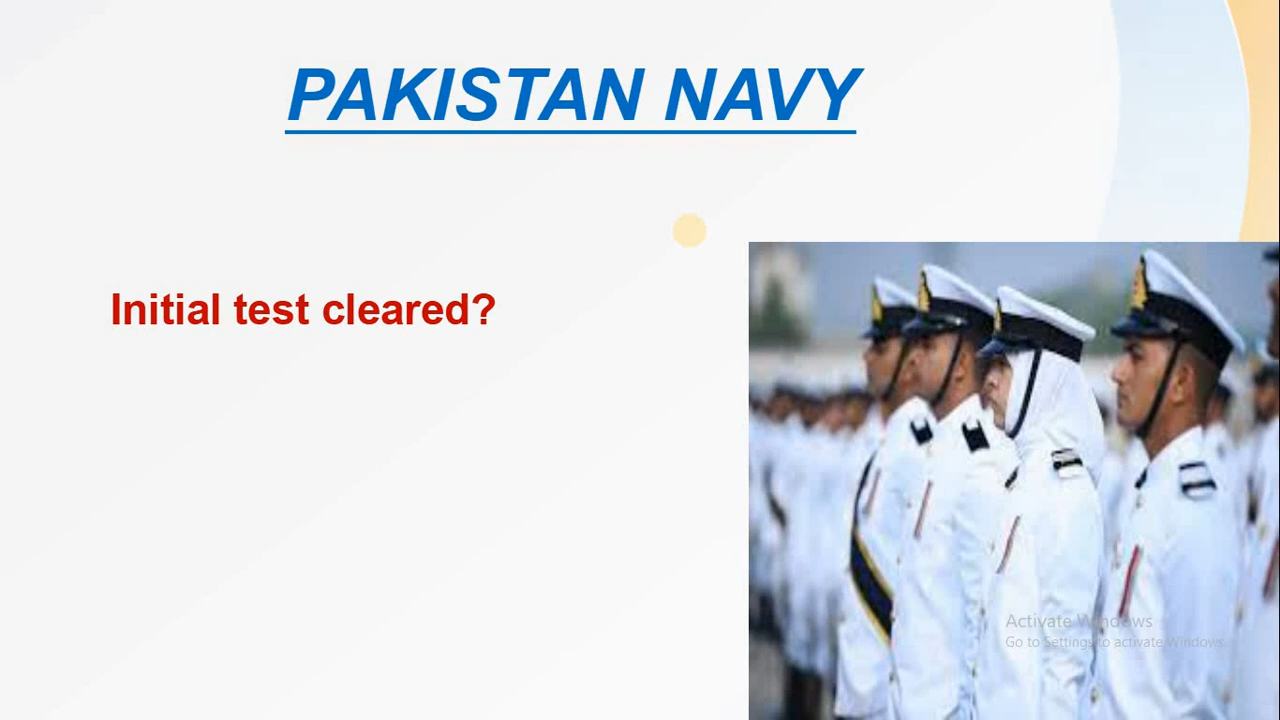 PAKISTAN NAVY
Initial test cleared?
Activate Windows
Go to Settings to activate Windows.